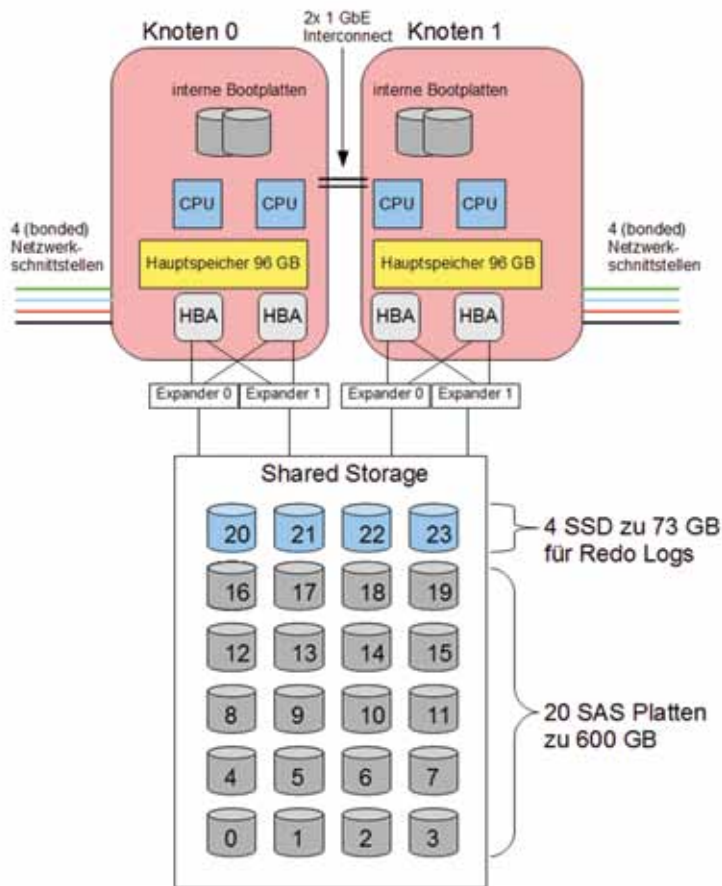 Knoten 0
2x 1 GbE
Interconnect
Knoten 1
interne Bootplatten
interne Bootplatten
CPU
CPU
CPU
CPU
4 (bonded)
Netzwerk-
schnittstellen
Hauptspeicher 96 GB
Hauptspeicher 96 GB
4 (bonded)
Netzwerk-
schnittstellen
HBA
HBA
HBA
HBA
Expander 0
Expander 1
Expander 0
Expander 1
Shared Storage
20
21
22
23
4 SSD zu 73 GB
für Redo Logs
16
17
18
19
12
13
14
15
8
9
10
11
20 SAS Platten
zu 600 GB
4
5
6
7
0
1
2
3